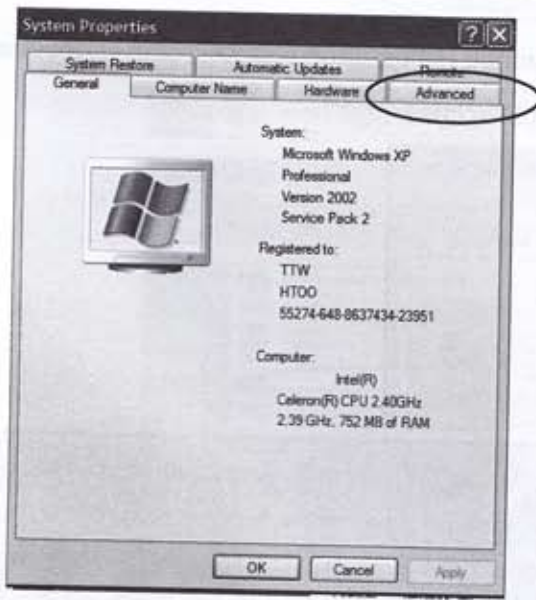 System Properties
System Restore
Automatic Updates
Remote
General
Computer Name
Hardware
Advanced
System:
Microsoft Windows XP
Professional
Version 2002
Service Pack 2
Registered to:
TTW
HTOO
55274-648-8637434-23951
Computer:
Intel(R)
Celeron(R) CPU 2.40GHz
2.39 GHz, 752 MB of RAM
OK
Cancel
Apply